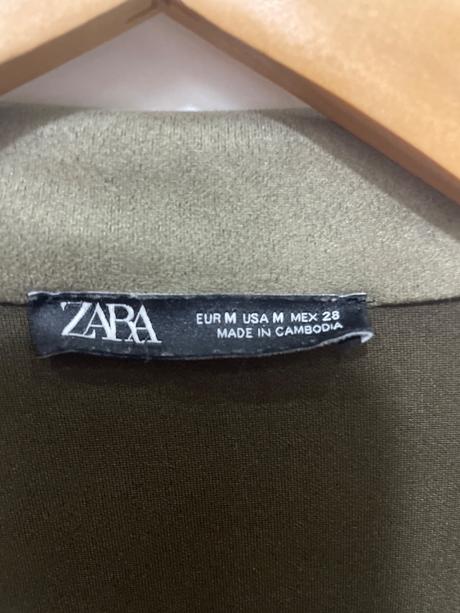 ZARA
EUR M USA M MEX 28
MADE IN CAMBODIA